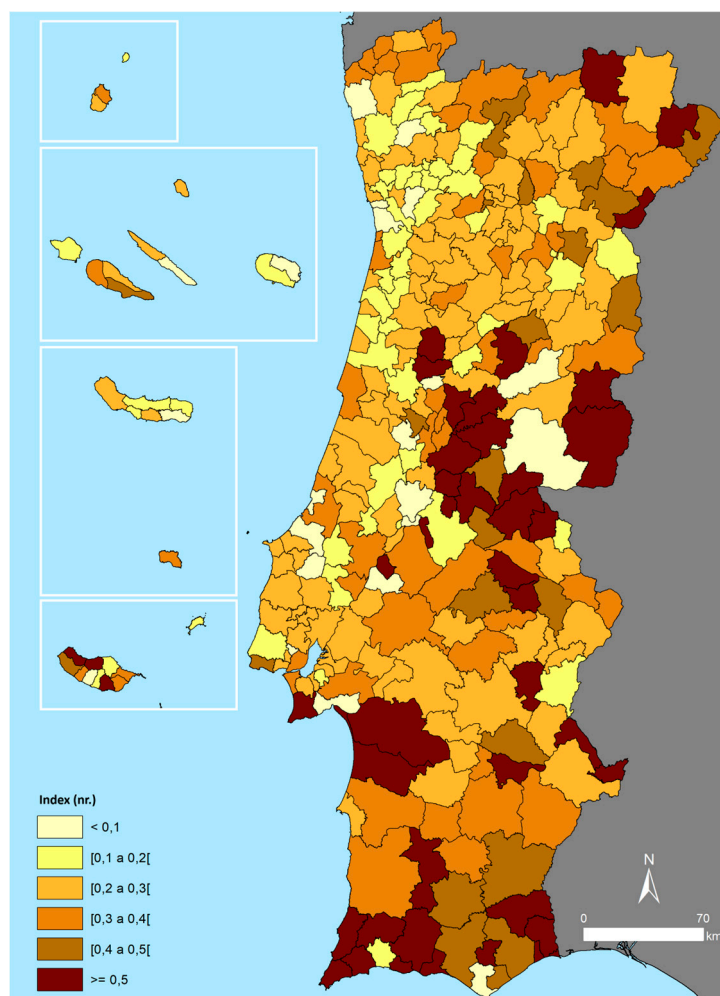 Index (nr.)
< 0,1
[0,1 a 0,2[
[0,2 a 0,3[
[0,3 a 0,4[
[0,4 a 0,5[
>= 0,5
N
0 70
km